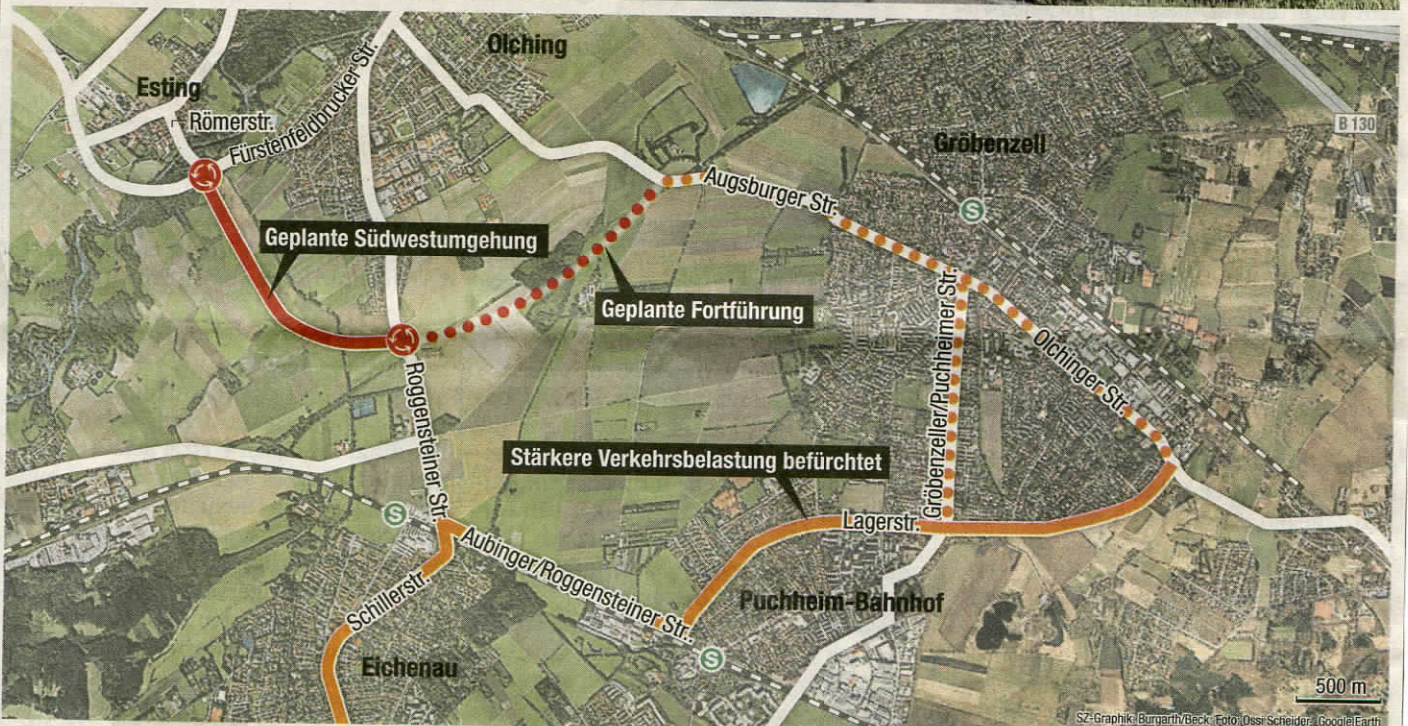 Olching
Esting
Römerstr.
Fürstenfeldbrucker Str.
B 130
Gröbenzell
S
Augsburger Str.
Geplante Südwestumgehung
Geplante Fortführung
Gröbenzeller/Puchheimer Str.
Olchinger Str.
Roggensteiner Str.
Stärkere Verkehrsbelastung befürchtet
S
Lagerstr.
Aubinger/Roggensteiner Str.
Schillerstr.
Puchheim-Bahnhof
S
Eichenau
500 m
SZ-Graphik: Burgarth/Beck; Foto: Ossi Scheider, Google Earth